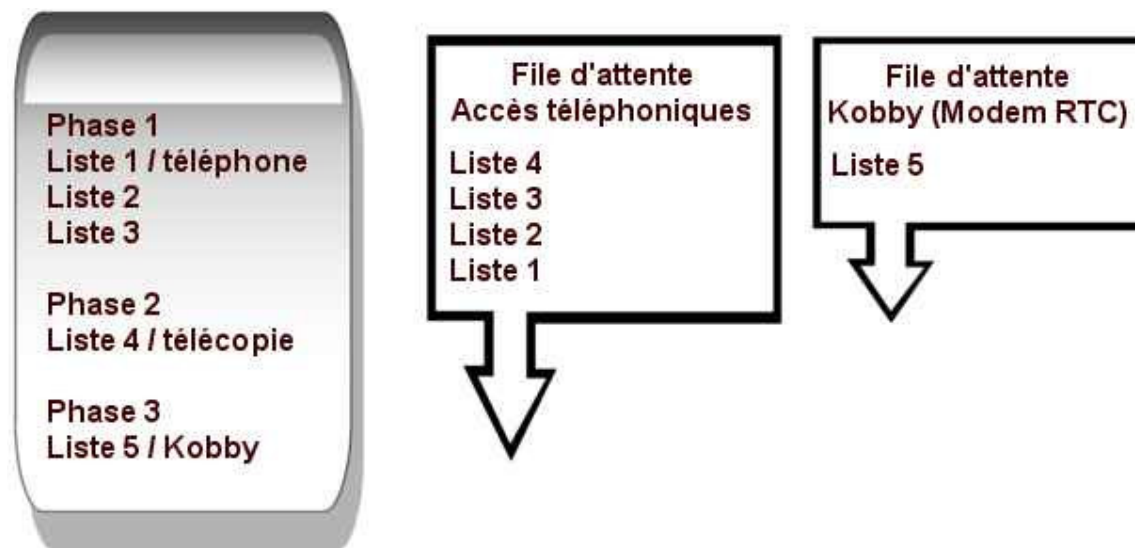 Phase 1
Liste 1 / téléphone
Liste 2
Liste 3
Phase 2
Liste 4 / télécopie
Phase 3
Liste 5 / Kobby
File d'attente
Accès téléphoniques
Liste 4
Liste 3
Liste 2
Liste 1
File d'attente
Kobby (Modem RTC)
Liste 5